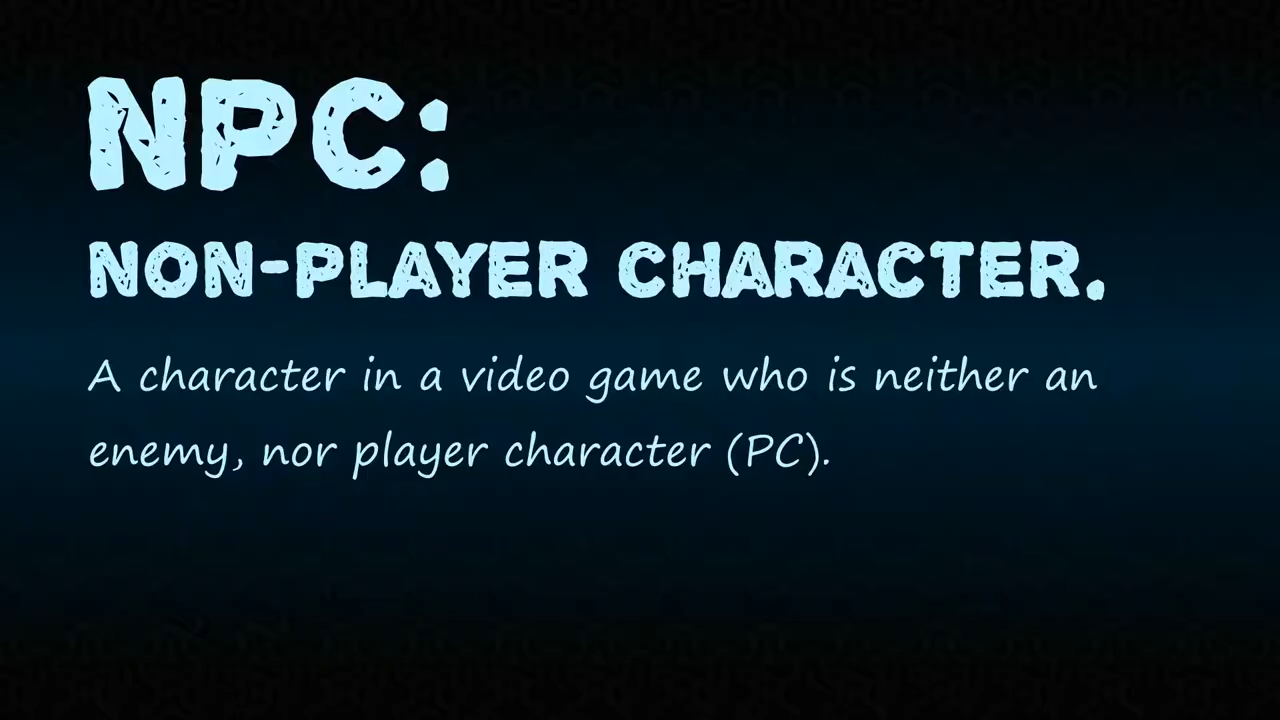 NPC:
NON-PLAYER CHARACTER.
A character in a video game who is neither an
enemy, nor player character (PC).